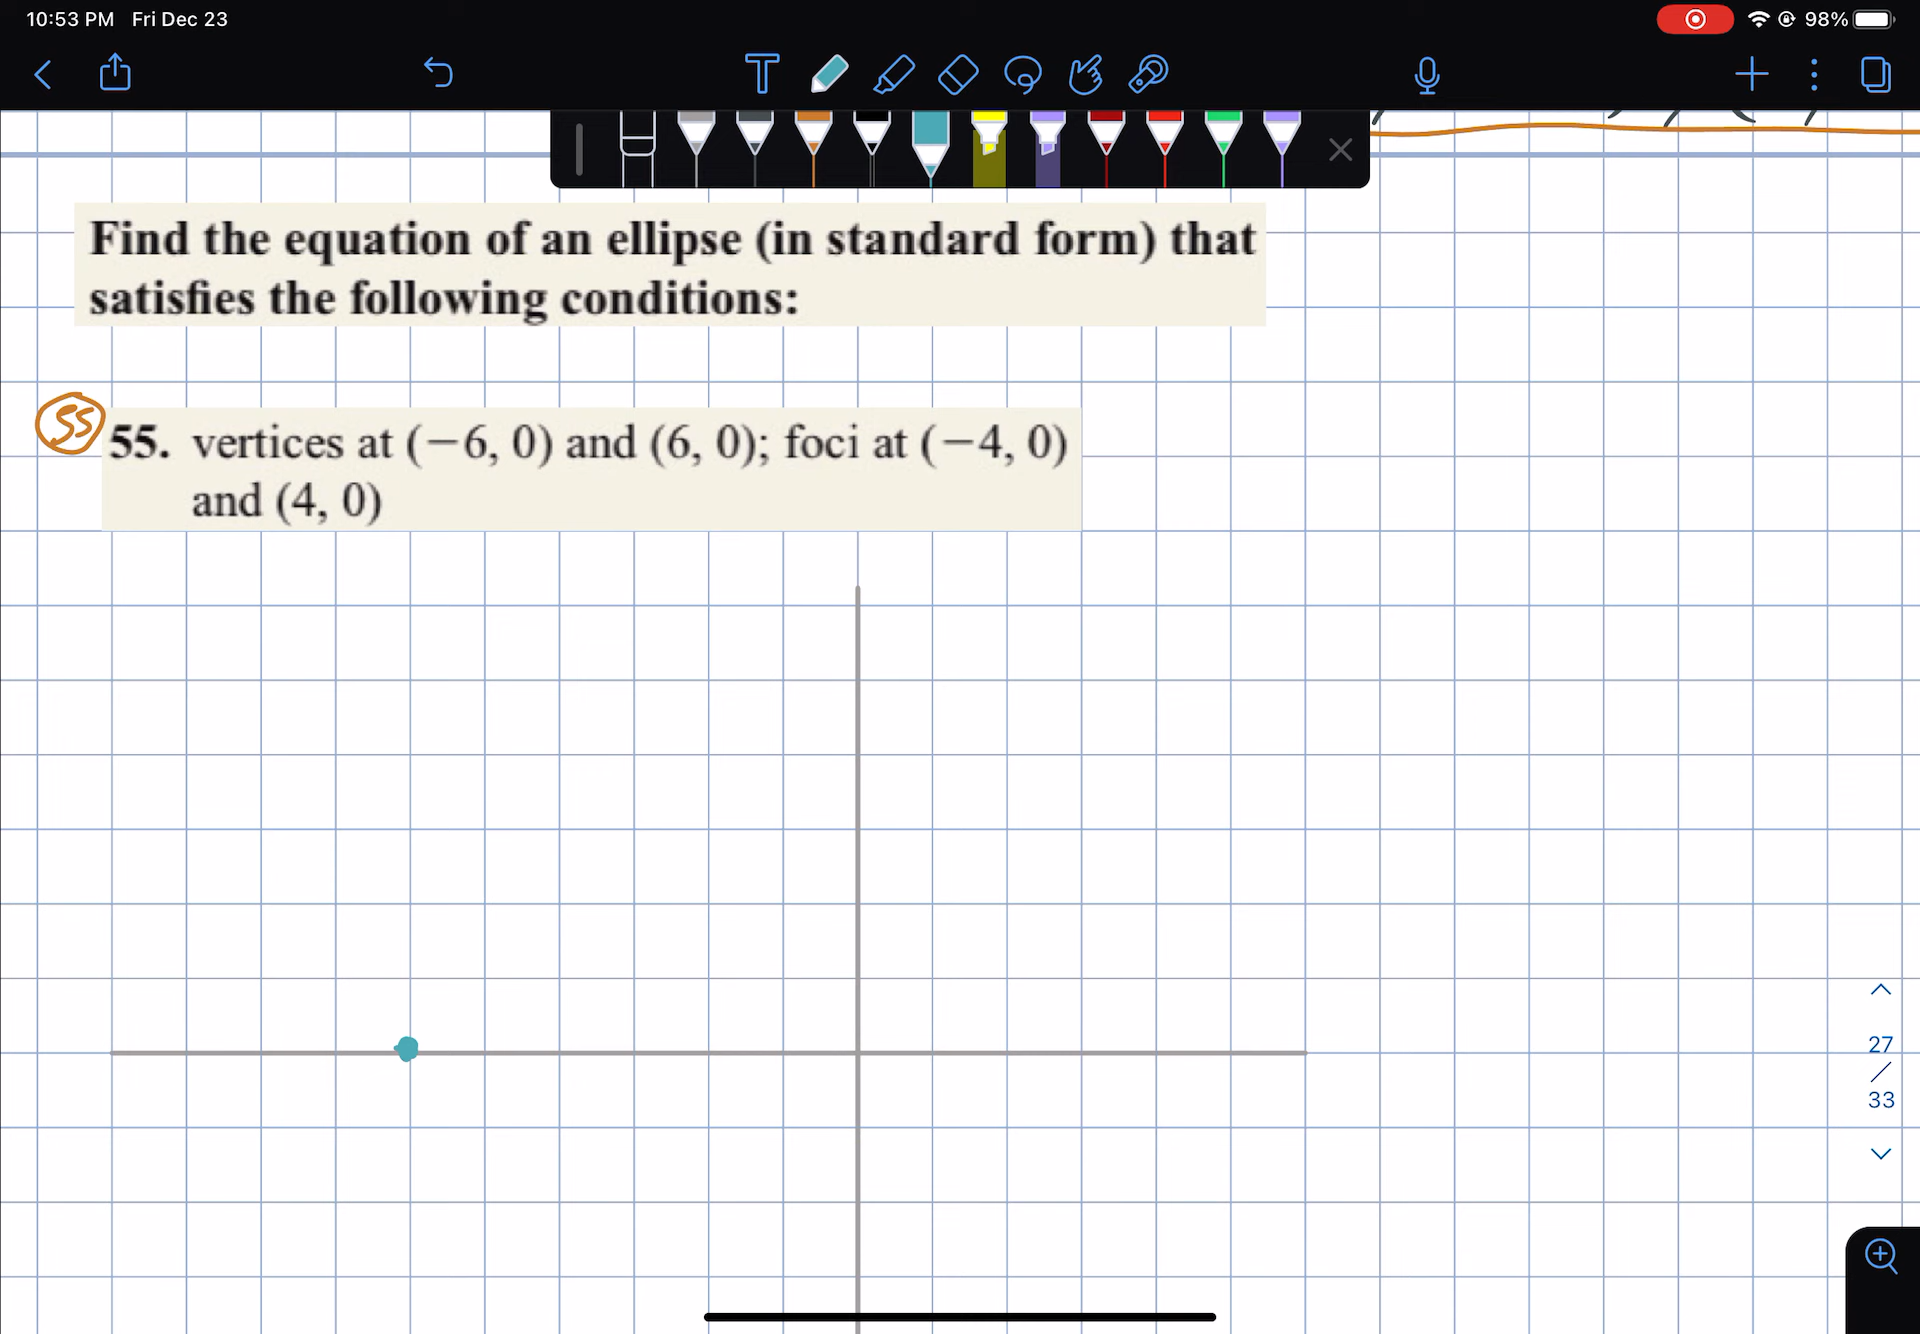 10:53 PM Fri Dec 23
98%
Find the equation of an ellipse (in standard form) that
satisfies the following conditions:
55
55. vertices at (−6, 0) and (6, 0); foci at (−4, 0)
and (4, 0)
27
/
33